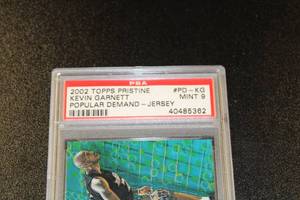 PSA
2002 TOPPS PRISTINE #PD-KG
KEVIN GARNETT MINT 9
POPULAR DEMAND-JERSEY
40485362